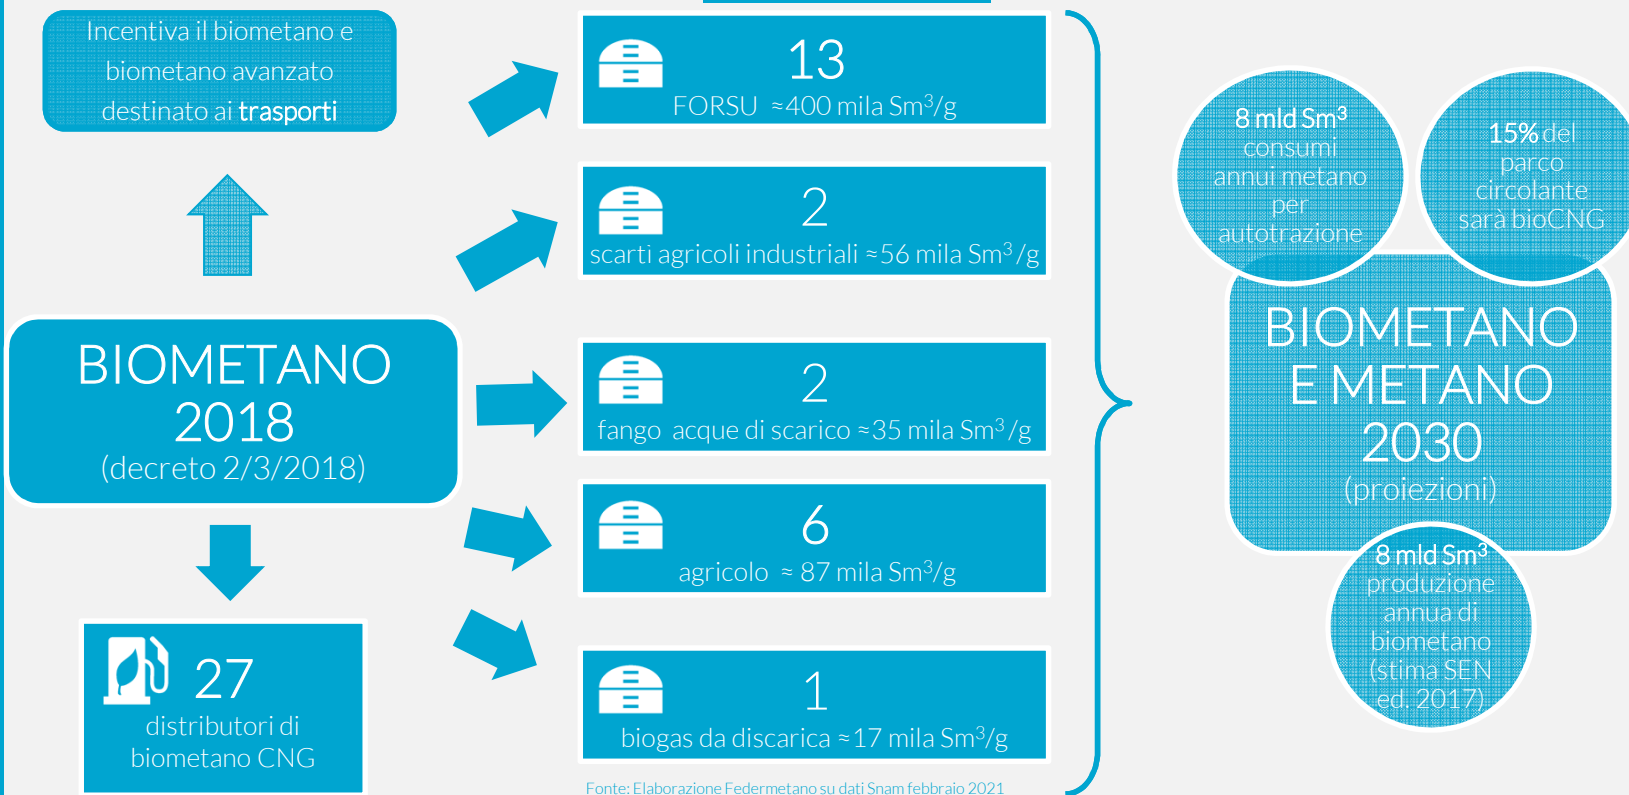 Incentiva il biometano e
biometano avanzato
destinato ai trasporti
BIOMETANO
2018
(decreto 2/3/2018)
27
distributori di
biometano CNG
13
FORSU ≈400 mila Sm³/g
2
scarti agricoli industriali ≈56 mila Sm³/g
2
fango acque di scarico ≈35 mila Sm³/g
6
agricolo ≈ 87 mila Sm³/g
1
biogas da discarica ≈17 mila Sm³/g
Fonte: Elaborazione Federmetano su dati Snam febbraio 2021
8 mld Sm³
consumi
annui metano
per
autotrazione
15% del
parco
circolante
sarà bioCNG
BIOMETANO
E METANO
2030
(proiezioni)
8 mld Sm³
produzione
annua di
biometano
(stima SEN
ed. 2017)